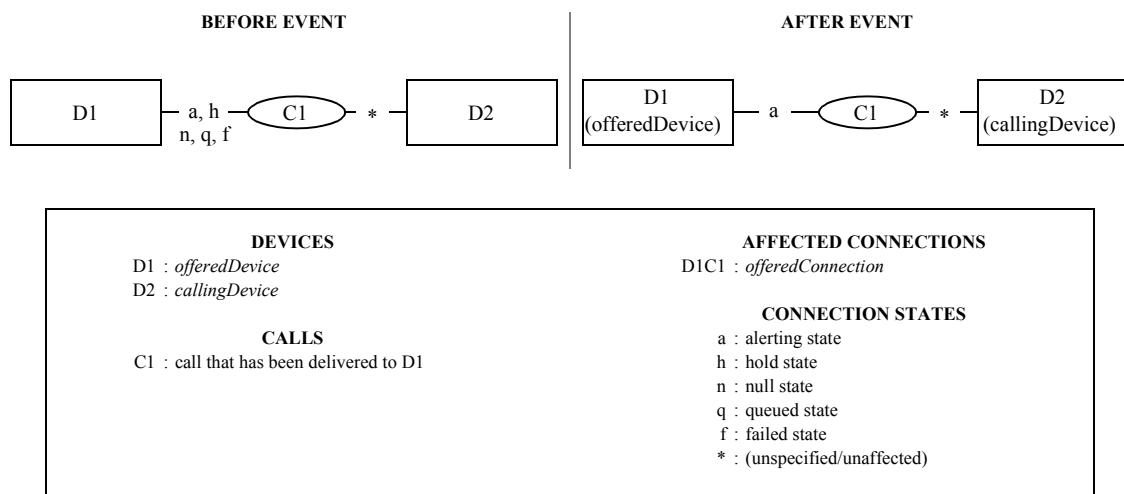 BEFORE EVENT
D1
a, h
n, q, f
C1
*
D2
AFTER EVENT
D1
(offeredDevice)
a
C1
*
D2
(callingDevice)
DEVICES
D1 : offeredDevice
D2 : callingDevice
CALLS
C1 : call that has been delivered to D1
AFFECTED CONNECTIONS
D1C1 : offeredConnection
CONNECTION STATES
a : alerting state
h : hold state
n : null state
q : queued state
f : failed state
* : (unspecified/unaffected)